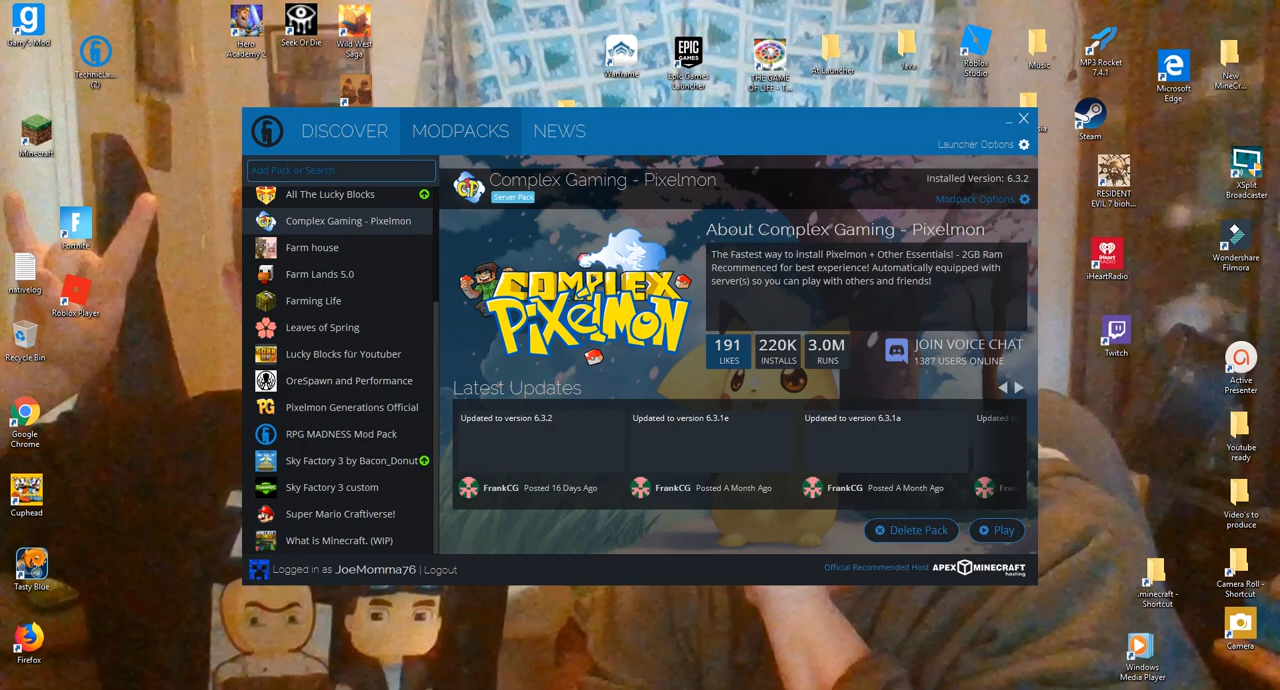 Garry's Mod
TechnicLa...
(2)
Hero
Academy 2
Seek Or Die
Wild West
Saga
Warframe
EPIC
GAMES
Epic Games
Launcher
THE GAME
OF LIFE - T...
At Launcher
Java
Roblox
Studio
Music
MP3 Rocket
7.4.1
Microsoft
Edge
New
MineCr...
Minecraft
Steam
Fortnite
nativelog
Roblox Player
Recycle Bin
Google
Chrome
Cuphead
Tasty Blue
Firefox
RESIDENT
EVIL 7.bioh...
XSplit
Broadcaster
iHeart
RADIO
iHeartRadio
Wondershare
Filmora
Twitch
Active
Presenter
Youtube
ready
Video's to
produce
.minecraft -
Shortcut
Camera Roll -
Shortcut
Camera
Windows
Media Player
DISCOVER
MODPACKS
NEWS
Launcher Options
Add Pack or Search
All The Lucky Blocks
Complex Gaming - Pixelmon
Farm house
Farm Lands 5.0
Farming Life
Leaves of Spring
Lucky Blocks für Youtuber
OreSpawn and Performance
Pixelmon Generations Official
RPG MADNESS Mod Pack
Sky Factory 3 by Bacon_Donut
Sky Factory 3 custom
Super Mario Craftiverse!
What is Minecraft. (WIP)
Complex Gaming - Pixelmon
Server Pack
Installed Version: 6.3.2
Modpack Options
COMPLEX
PIXELMON
About Complex Gaming - Pixelmon
The Fastest way to install Pixelmon + Other Essentials! - 2GB Ram
Recommenced for best experience! Automatically equipped with
server(s) so you can play with others and friends!
191
LIKES
220K
INSTALLS
3.0M
RUNS
JOIN VOICE CHAT
1387 USERS ONLINE
Latest Updates
Updated to version 6.3.2
Updated to version 6.3.1e
Updated to version 6.3.1a
Updated
FrankCG Posted 16 Days Ago
FrankCG Posted A Month Ago
FrankCG Posted A Month Ago
Fran
Delete Pack
Play
Logged in as JoeMomma76 | Logout
Official Recommended Host
APEX MINECRAFT
hosting